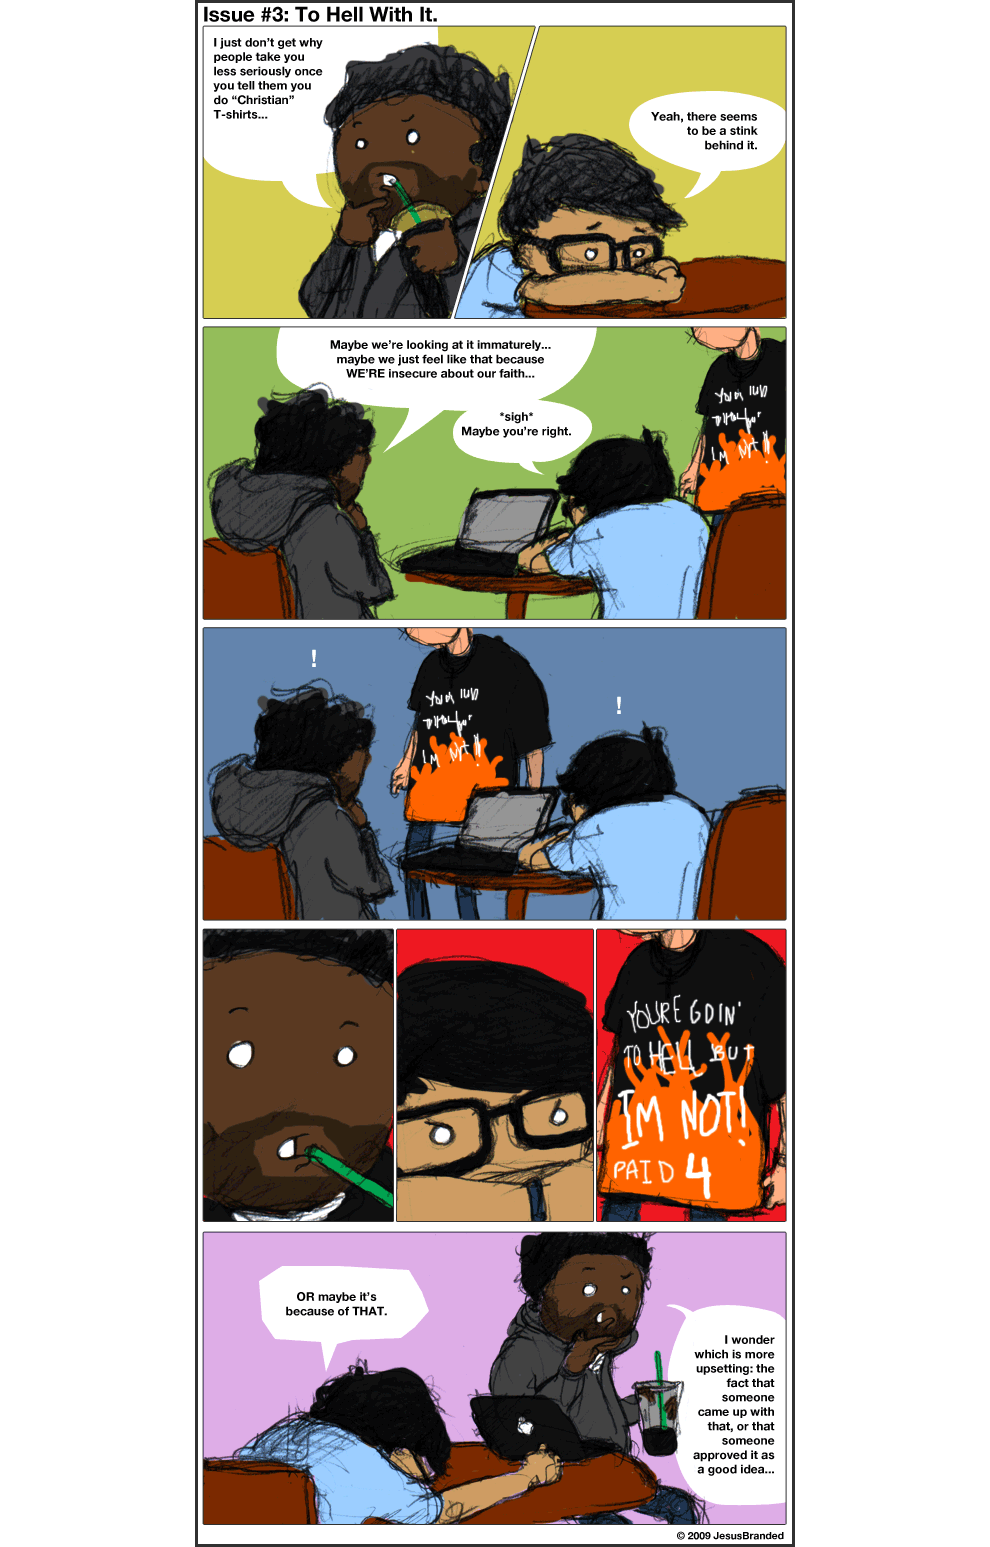 Issue #3: To Hell With It.
I just don't get why
people take you
less seriously once
you tell them you
do “Christian”
T-shirts...
Yeah, there seems
to be a stink
behind it.
Maybe we're looking at it immaturely...
maybe we just feel like that because
WE'RE insecure about our faith...
*sigh*
Maybe you're right.
I'M NOT!!
!
!
I'M NOT!!
YOU'RE GOIN'
TO HELL BUT
I'M NOT!
PAID 4
OR maybe it's
because of THAT.
I wonder
which is more
upsetting: the
fact that
someone
came up with
that, or that
someone
approved it as
a good idea...
© 2009 JesusBranded